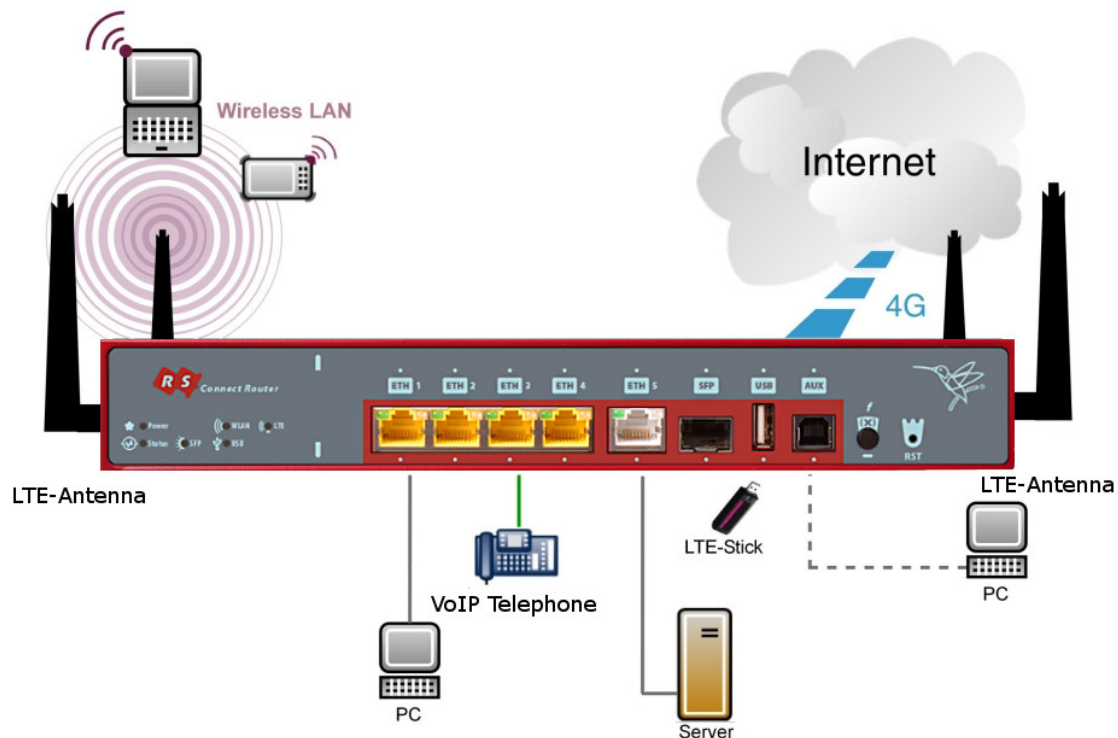 Wireless LAN
Internet
4G
RS Connect Router
ETH 1
ETH 2
ETH 3
ETH 4
ETH 5
SFP
USB
AUX
f
(X)
Power
WLAN
LTE
Status
SFP
USB
RST
®
LTE-Antenna
LTE-Antenna
LTE-Stick
VoIP Telephone
PC
PC
Server